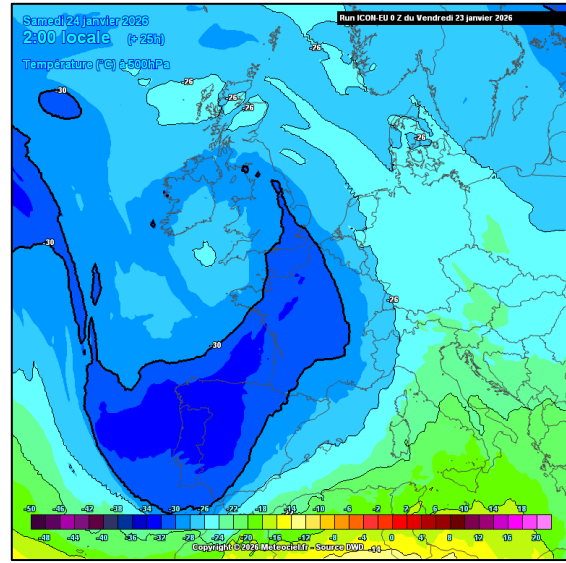 Samedi 24 janvier 2026
Run ICON-EU 0 Z du Vendredi 23 janvier 2026
2:00 locale (+ 25h)
Température (°C) à 500hPa
-26
-26
-30
-26
-26
-26
-30
-26
-30
-50 -46 -42 -38 -34 -30 -26 -22 -18 -14 -10 -6 -2 2 6 10 14 18
-48 -44 -40 -36 -32 -28 -24 -20 -16 -12 -8 -4 0 4 8 12 16 20
Copyright © 2026 Meteociel.fr - Source DWD
-14